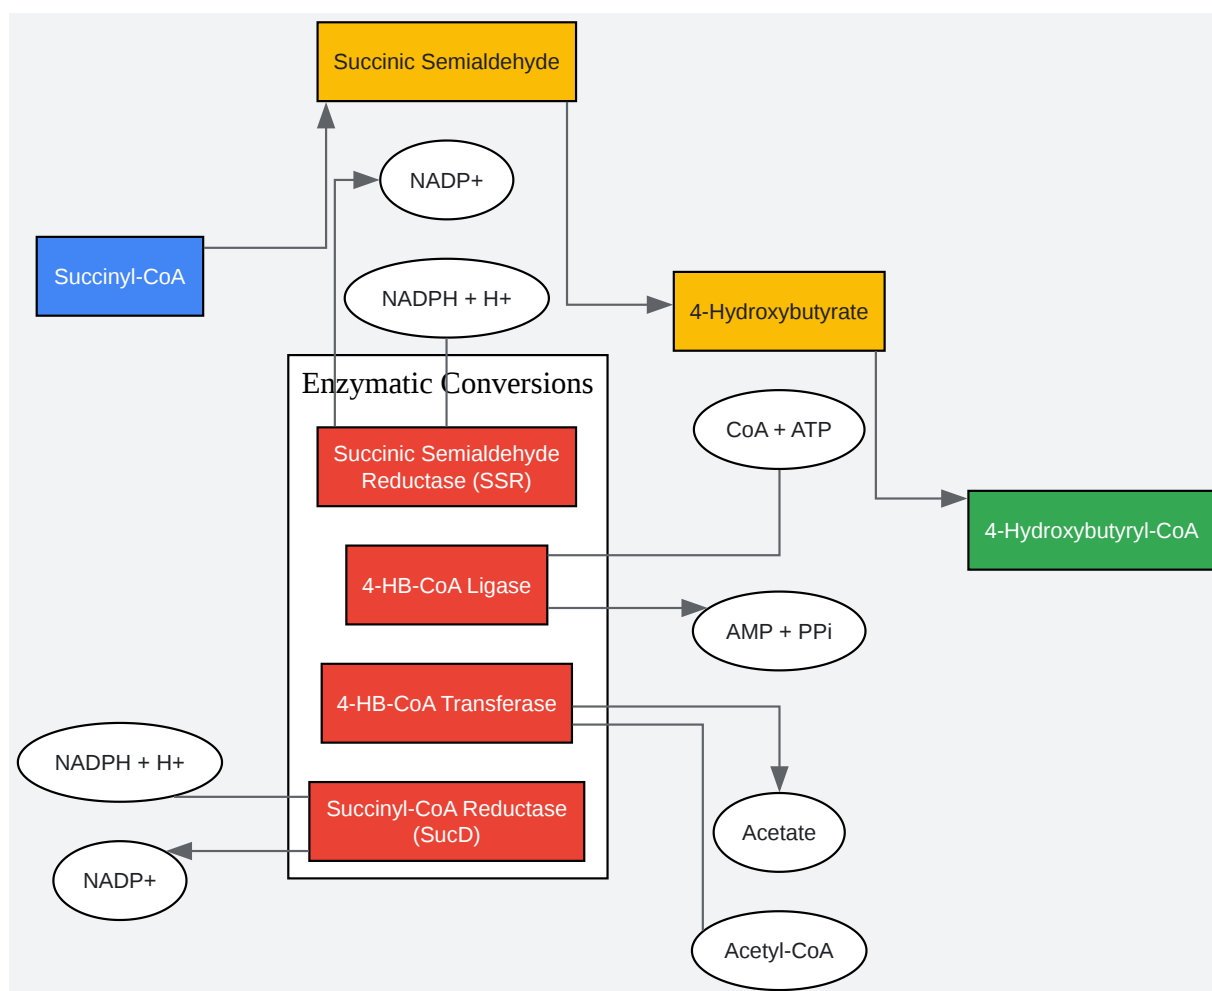 Succinic Semialdehyde
NADP+
Succinyl-CoA
NADPH + H+
4-Hydroxybutyrate
Enzymatic Conversions
CoA + ATP
Succinic Semialdehyde
Reductase (SSR)
4-Hydroxybutyryl-CoA
4-HB-CoA Ligase
AMP + PPi
4-HB-CoA Transferase
NADPH + H+
Succinyl-CoA Reductase
(SucD)
Acetate
NADP+
Acetyl-CoA